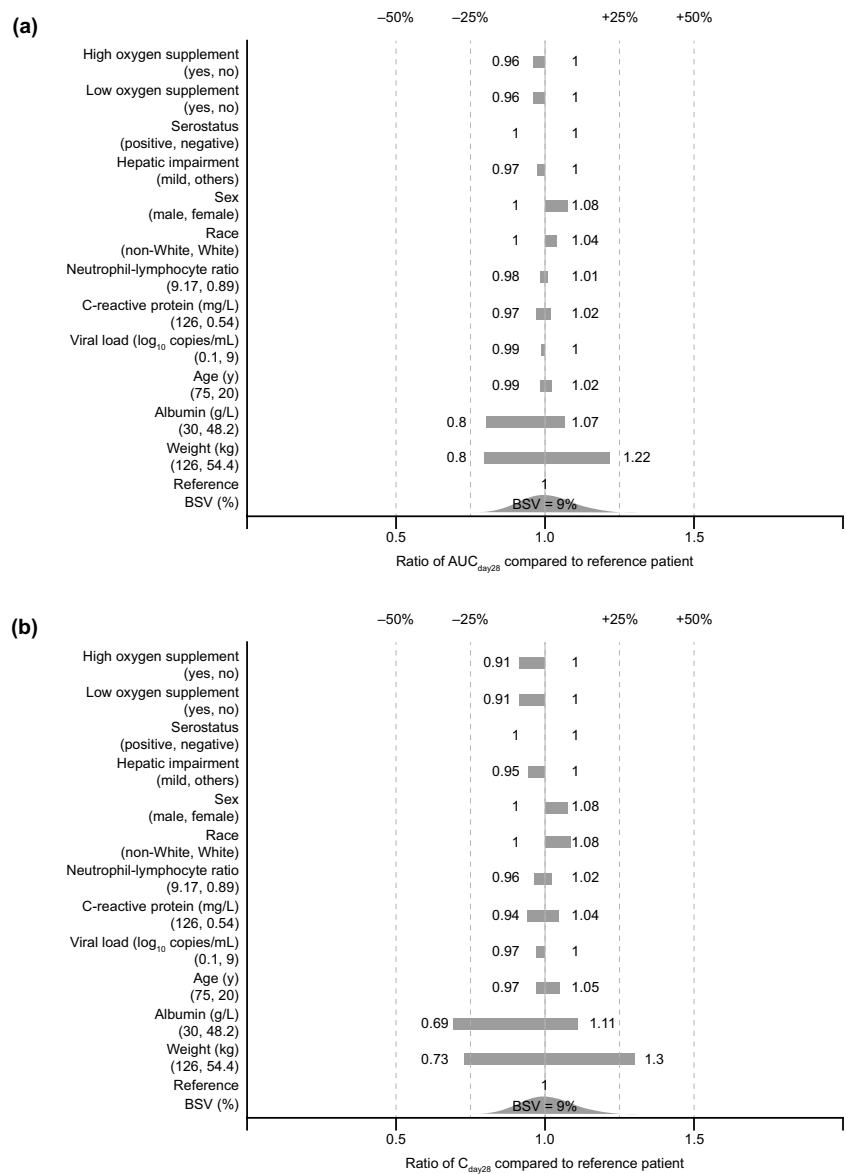 (a)
–50% –25% +25% +50%
High oxygen supplement
(yes, no)
0.96 1
Low oxygen supplement
(yes, no)
0.96 1
Serostatus
(positive, negative)
1 1
Hepatic impairment
(mild, others)
0.97 1
Sex
(male, female)
1 1.08
Race
(non-White, White)
1 1.04
Neutrophil-lymphocyte ratio
(9.17, 0.89)
0.98 1.01
C-reactive protein (mg/L)
(126, 0.54)
0.97 1.02
Viral load (log₁₀ copies/mL)
(0.1, 9)
0.99 1
Age (y)
(75, 20)
0.99 1.02
Albumin (g/L)
(30, 48.2)
0.8 1.07
Weight (kg)
(126, 54.4)
0.8 1.22
Reference 1
BSV (%) BSV = 9%
0.5 1.0 1.5
Ratio of AUCday28 compared to reference patient
(b)
–50% –25% +25% +50%
High oxygen supplement
(yes, no)
0.91 1
Low oxygen supplement
(yes, no)
0.91 1
Serostatus
(positive, negative)
1 1
Hepatic impairment
(mild, others)
0.95 1
Sex
(male, female)
1 1.08
Race
(non-White, White)
1 1.08
Neutrophil-lymphocyte ratio
(9.17, 0.89)
0.96 1.02
C-reactive protein (mg/L)
(126, 0.54)
0.94 1.04
Viral load (log₁₀ copies/mL)
(0.1, 9)
0.97 1
Age (y)
(75, 20)
0.97 1.05
Albumin (g/L)
(30, 48.2)
0.69 1.11
Weight (kg)
(126, 54.4)
0.73 1.3
Reference 1
BSV (%) BSV = 9%
0.5 1.0 1.5
Ratio of Cday28 compared to reference patient